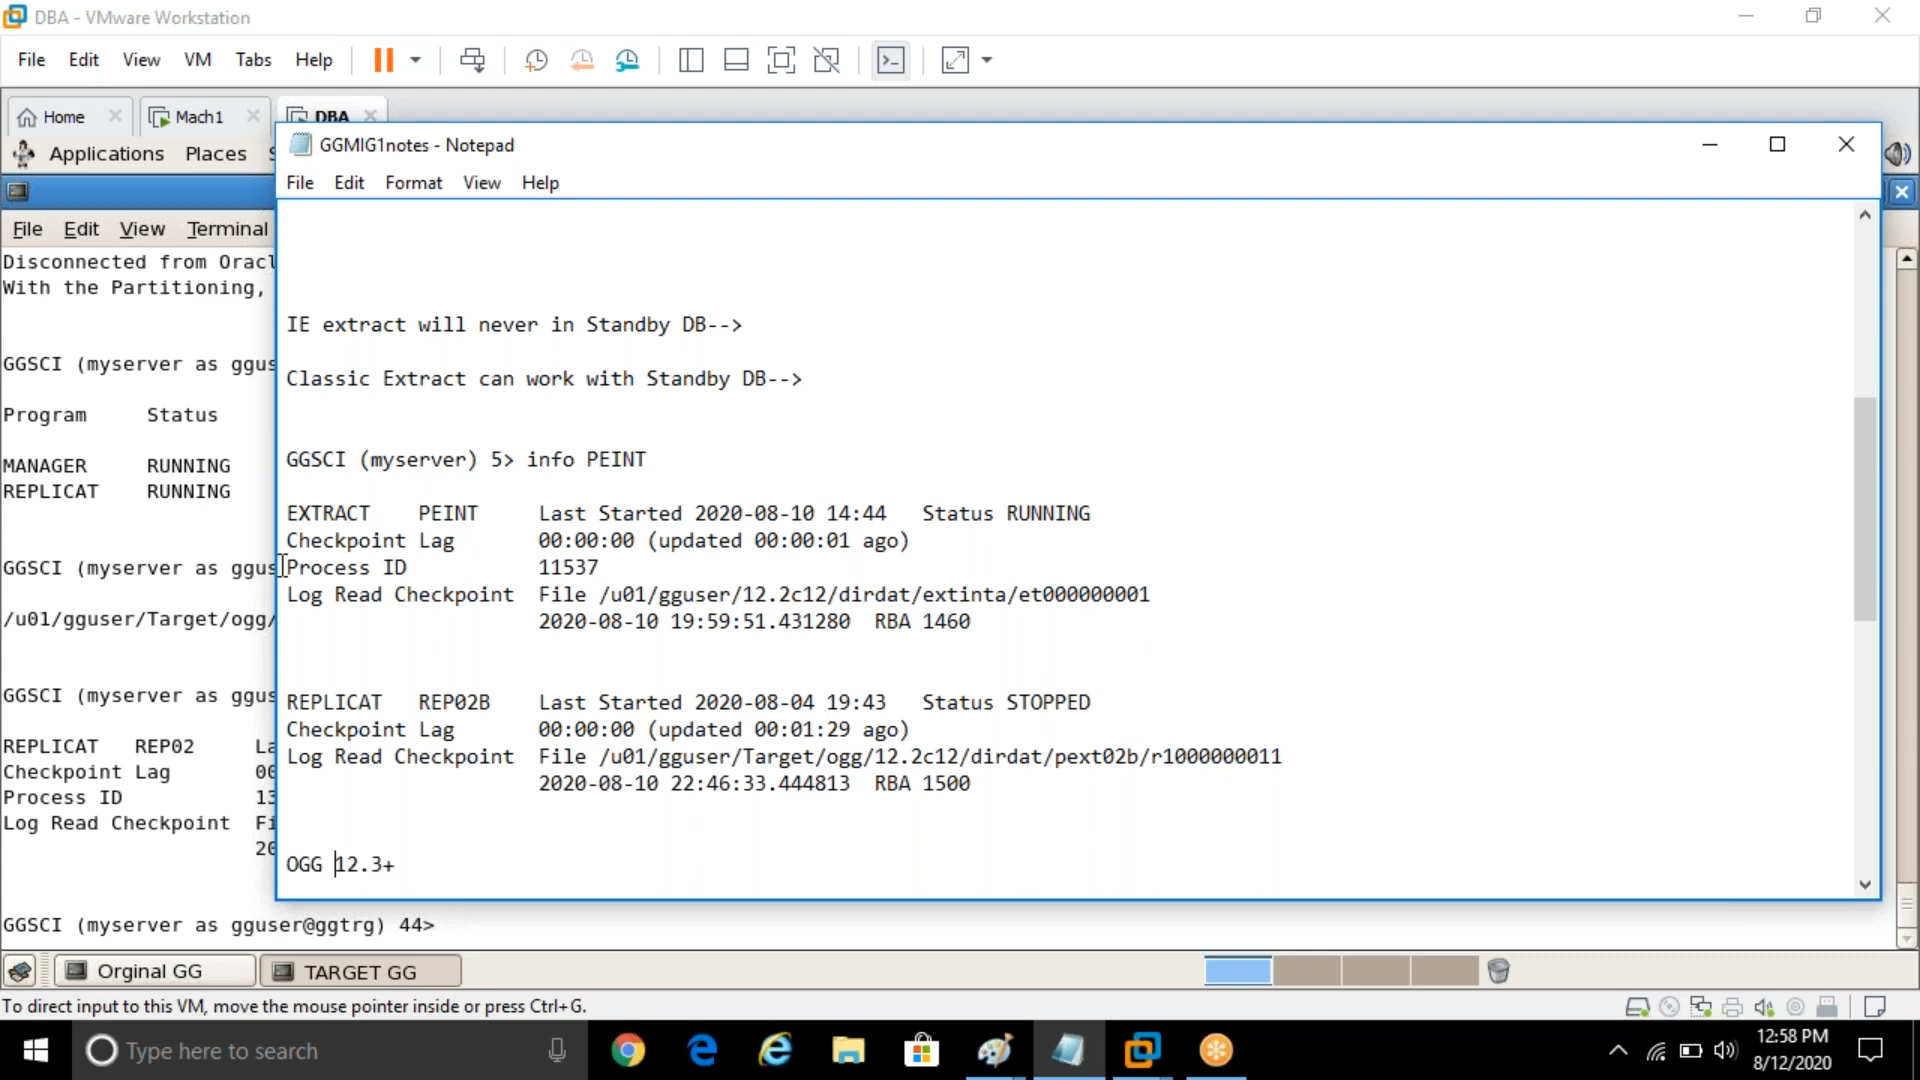 DBA - VMware Workstation
File Edit View VM Tabs Help
Home Mach1 DBA
Applications Places S
GGMIG1notes - Notepad
File Edit Format View Help
File Edit View Terminal
Disconnected from Oracl
With the Partitioning,
GGSCI (myserver as ggus
Program Status
MANAGER RUNNING
REPLICAT RUNNING
GGSCI (myserver as ggus
/u01/gguser/Target/ogg/
GGSCI (myserver as ggus
REPLICAT REP02 La
Checkpoint Lag 00
Process ID 13
Log Read Checkpoint Fi
20
GGSCI (myserver as gguser@ggtrg) 44>
IE extract will never in Standby DB-->
Classic Extract can work with Standby DB-->
GGSCI (myserver) 5> info PEINT
EXTRACT PEINT Last Started 2020-08-10 14:44 Status RUNNING
Checkpoint Lag 00:00:00 (updated 00:00:01 ago)
Process ID 11537
Log Read Checkpoint File /u01/gguser/12.2c12/dirdat/extinta/et000000001
2020-08-10 19:59:51.431280 RBA 1460
REPLICAT REP02B Last Started 2020-08-04 19:43 Status STOPPED
Checkpoint Lag 00:00:00 (updated 00:01:29 ago)
Log Read Checkpoint File /u01/gguser/Target/ogg/12.2c12/dirdat/pext02b/r1000000011
2020-08-10 22:46:33.444813 RBA 1500
OGG 12.3+
Orginal GG TARGET GG
To direct input to this VM, move the mouse pointer inside or press Ctrl+G.
Type here to search
12:58 PM
8/12/2020